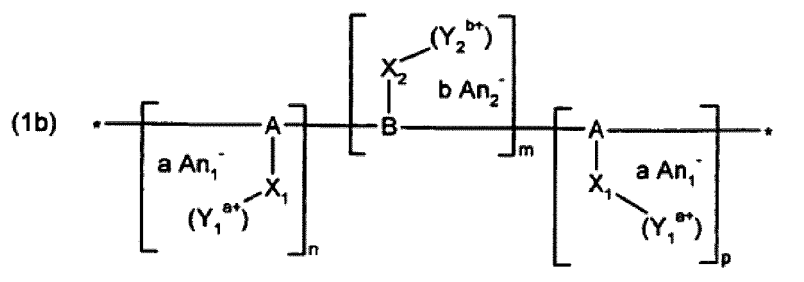 (Y₂ᵇ⁺)
X₂
b An₂⁻
(1b) * A B m A *
a An₁⁻ X₁ X₁ a An₁⁻
(Y₁ᵃ⁺) (Y₁ᵃ⁺)
n p